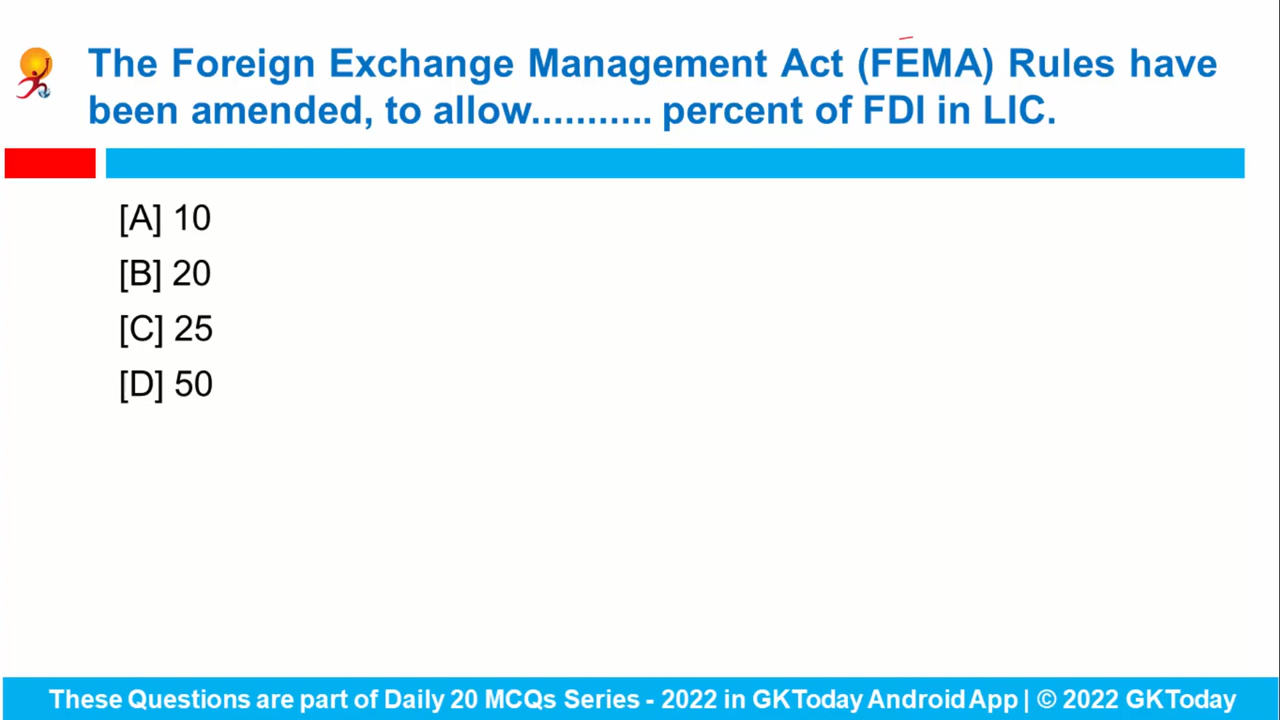 The Foreign Exchange Management Act (FEMA) Rules have
been amended, to allow........... percent of FDI in LIC.
[A] 10
[B] 20
[C] 25
[D] 50
These Questions are part of Daily 20 MCQs Series - 2022 in GKToday Android App | © 2022 GKToday